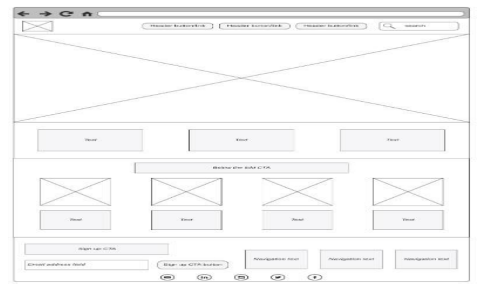 Header button/link Header button/link Header button/link search
Text Text Text
Below the fold CTA
Text Text Text Text
Sign up CTA
Navigation text Navigation text Navigation text
Email address field Sign up CTA button
in